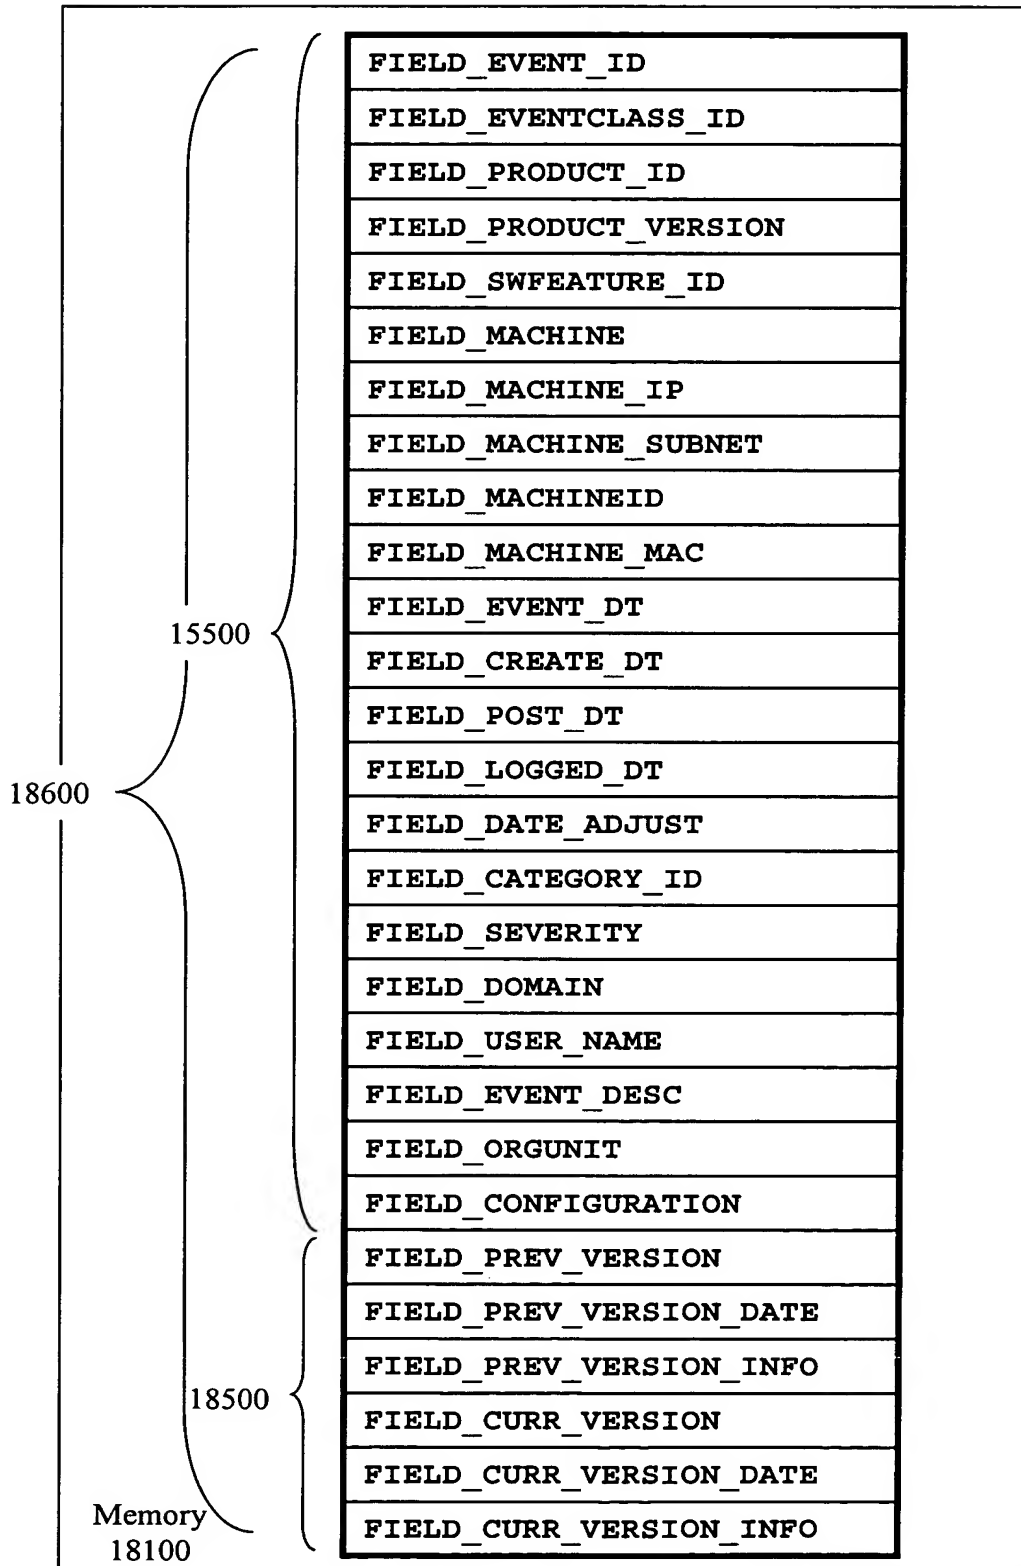 FIELD_EVENT_ID
FIELD_EVENTCLASS_ID
FIELD_PRODUCT_ID
FIELD_PRODUCT_VERSION
FIELD_SWFEATURE_ID
FIELD_MACHINE
FIELD_MACHINE_IP
FIELD_MACHINE_SUBNET
FIELD_MACHINEID
FIELD_MACHINE_MAC
FIELD_EVENT_DT
15500
FIELD_CREATE_DT
FIELD_POST_DT
FIELD_LOGGED_DT
18600
FIELD_DATE_ADJUST
FIELD_CATEGORY_ID
FIELD_SEVERITY
FIELD_DOMAIN
FIELD_USER_NAME
FIELD_EVENT_DESC
FIELD_ORGUNIT
FIELD_CONFIGURATION
FIELD_PREV_VERSION
FIELD_PREV_VERSION_DATE
FIELD_PREV_VERSION_INFO
18500
FIELD_CURR_VERSION
FIELD_CURR_VERSION_DATE
FIELD_CURR_VERSION_INFO
Memory
18100